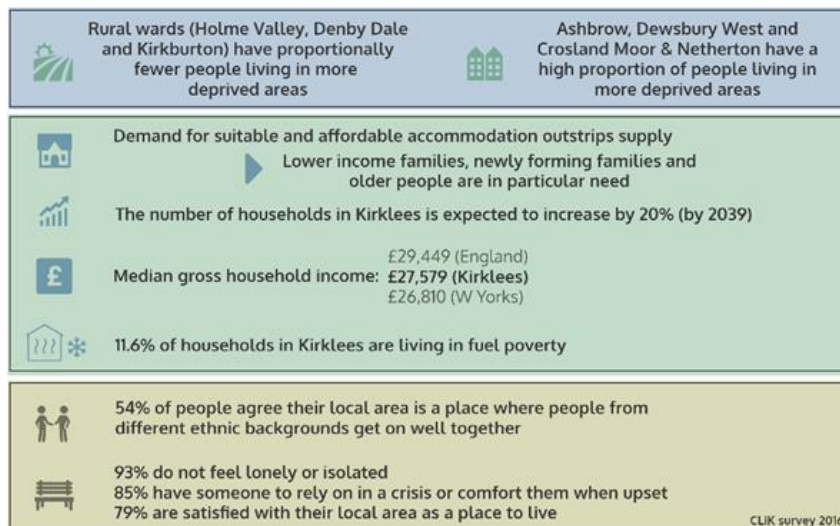 Rural wards (Holme Valley, Denby Dale
and Kirkburton) have proportionally
fewer people living in more
deprived areas
Ashbrow, Dewsbury West and
Crosland Moor & Netherton have a
high proportion of people living in
more deprived areas
Demand for suitable and affordable accommodation outstrips supply
Lower income families, newly forming families and
older people are in particular need
The number of households in Kirklees is expected to increase by 20% (by 2039)
£29,449 (England)
Median gross household income: £27,579 (Kirklees)
£26,810 (W Yorks)
£
11.6% of households in Kirklees are living in fuel poverty
54% of people agree their local area is a place where people from
different ethnic backgrounds get on well together
93% do not feel lonely or isolated
85% have someone to rely on in a crisis or comfort them when upset
79% are satisfied with their local area as a place to live
CLiK survey